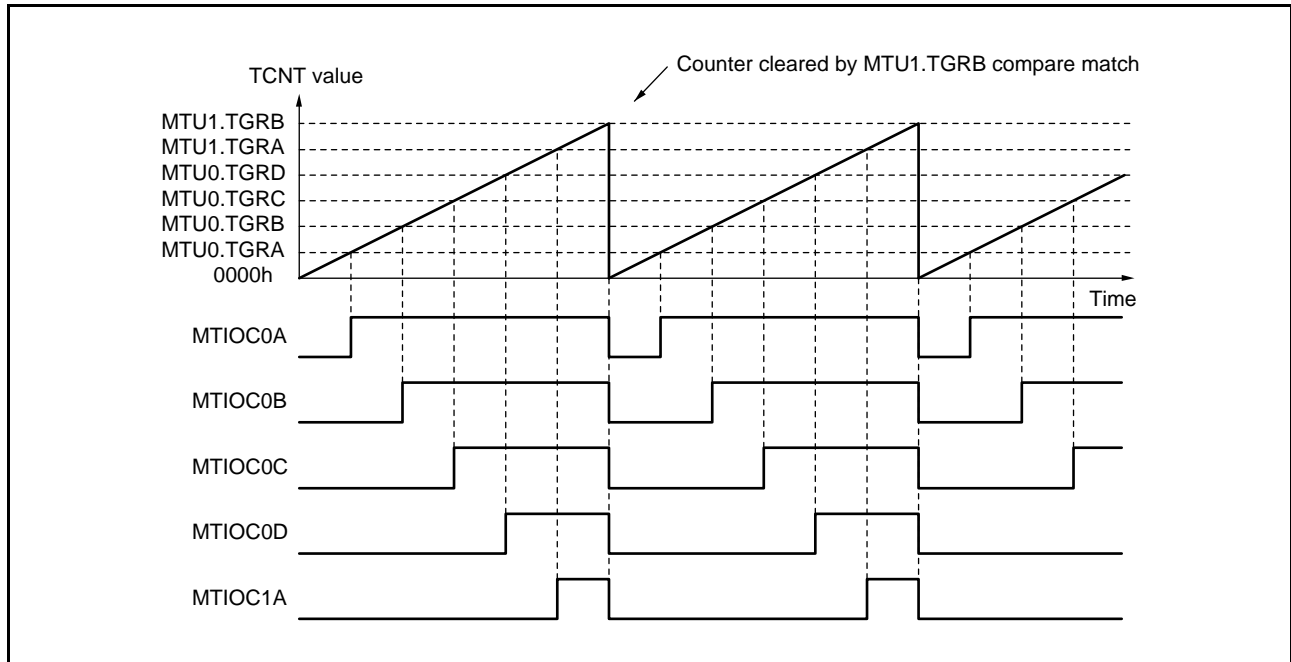 Counter cleared by MTU1.TGRB compare match
TCNT value
MTU1.TGRB
MTU1.TGRA
MTU0.TGRD
MTU0.TGRC
MTU0.TGRB
MTU0.TGRA
0000h
Time
MTIOC0A
MTIOC0B
MTIOC0C
MTIOC0D
MTIOC1A